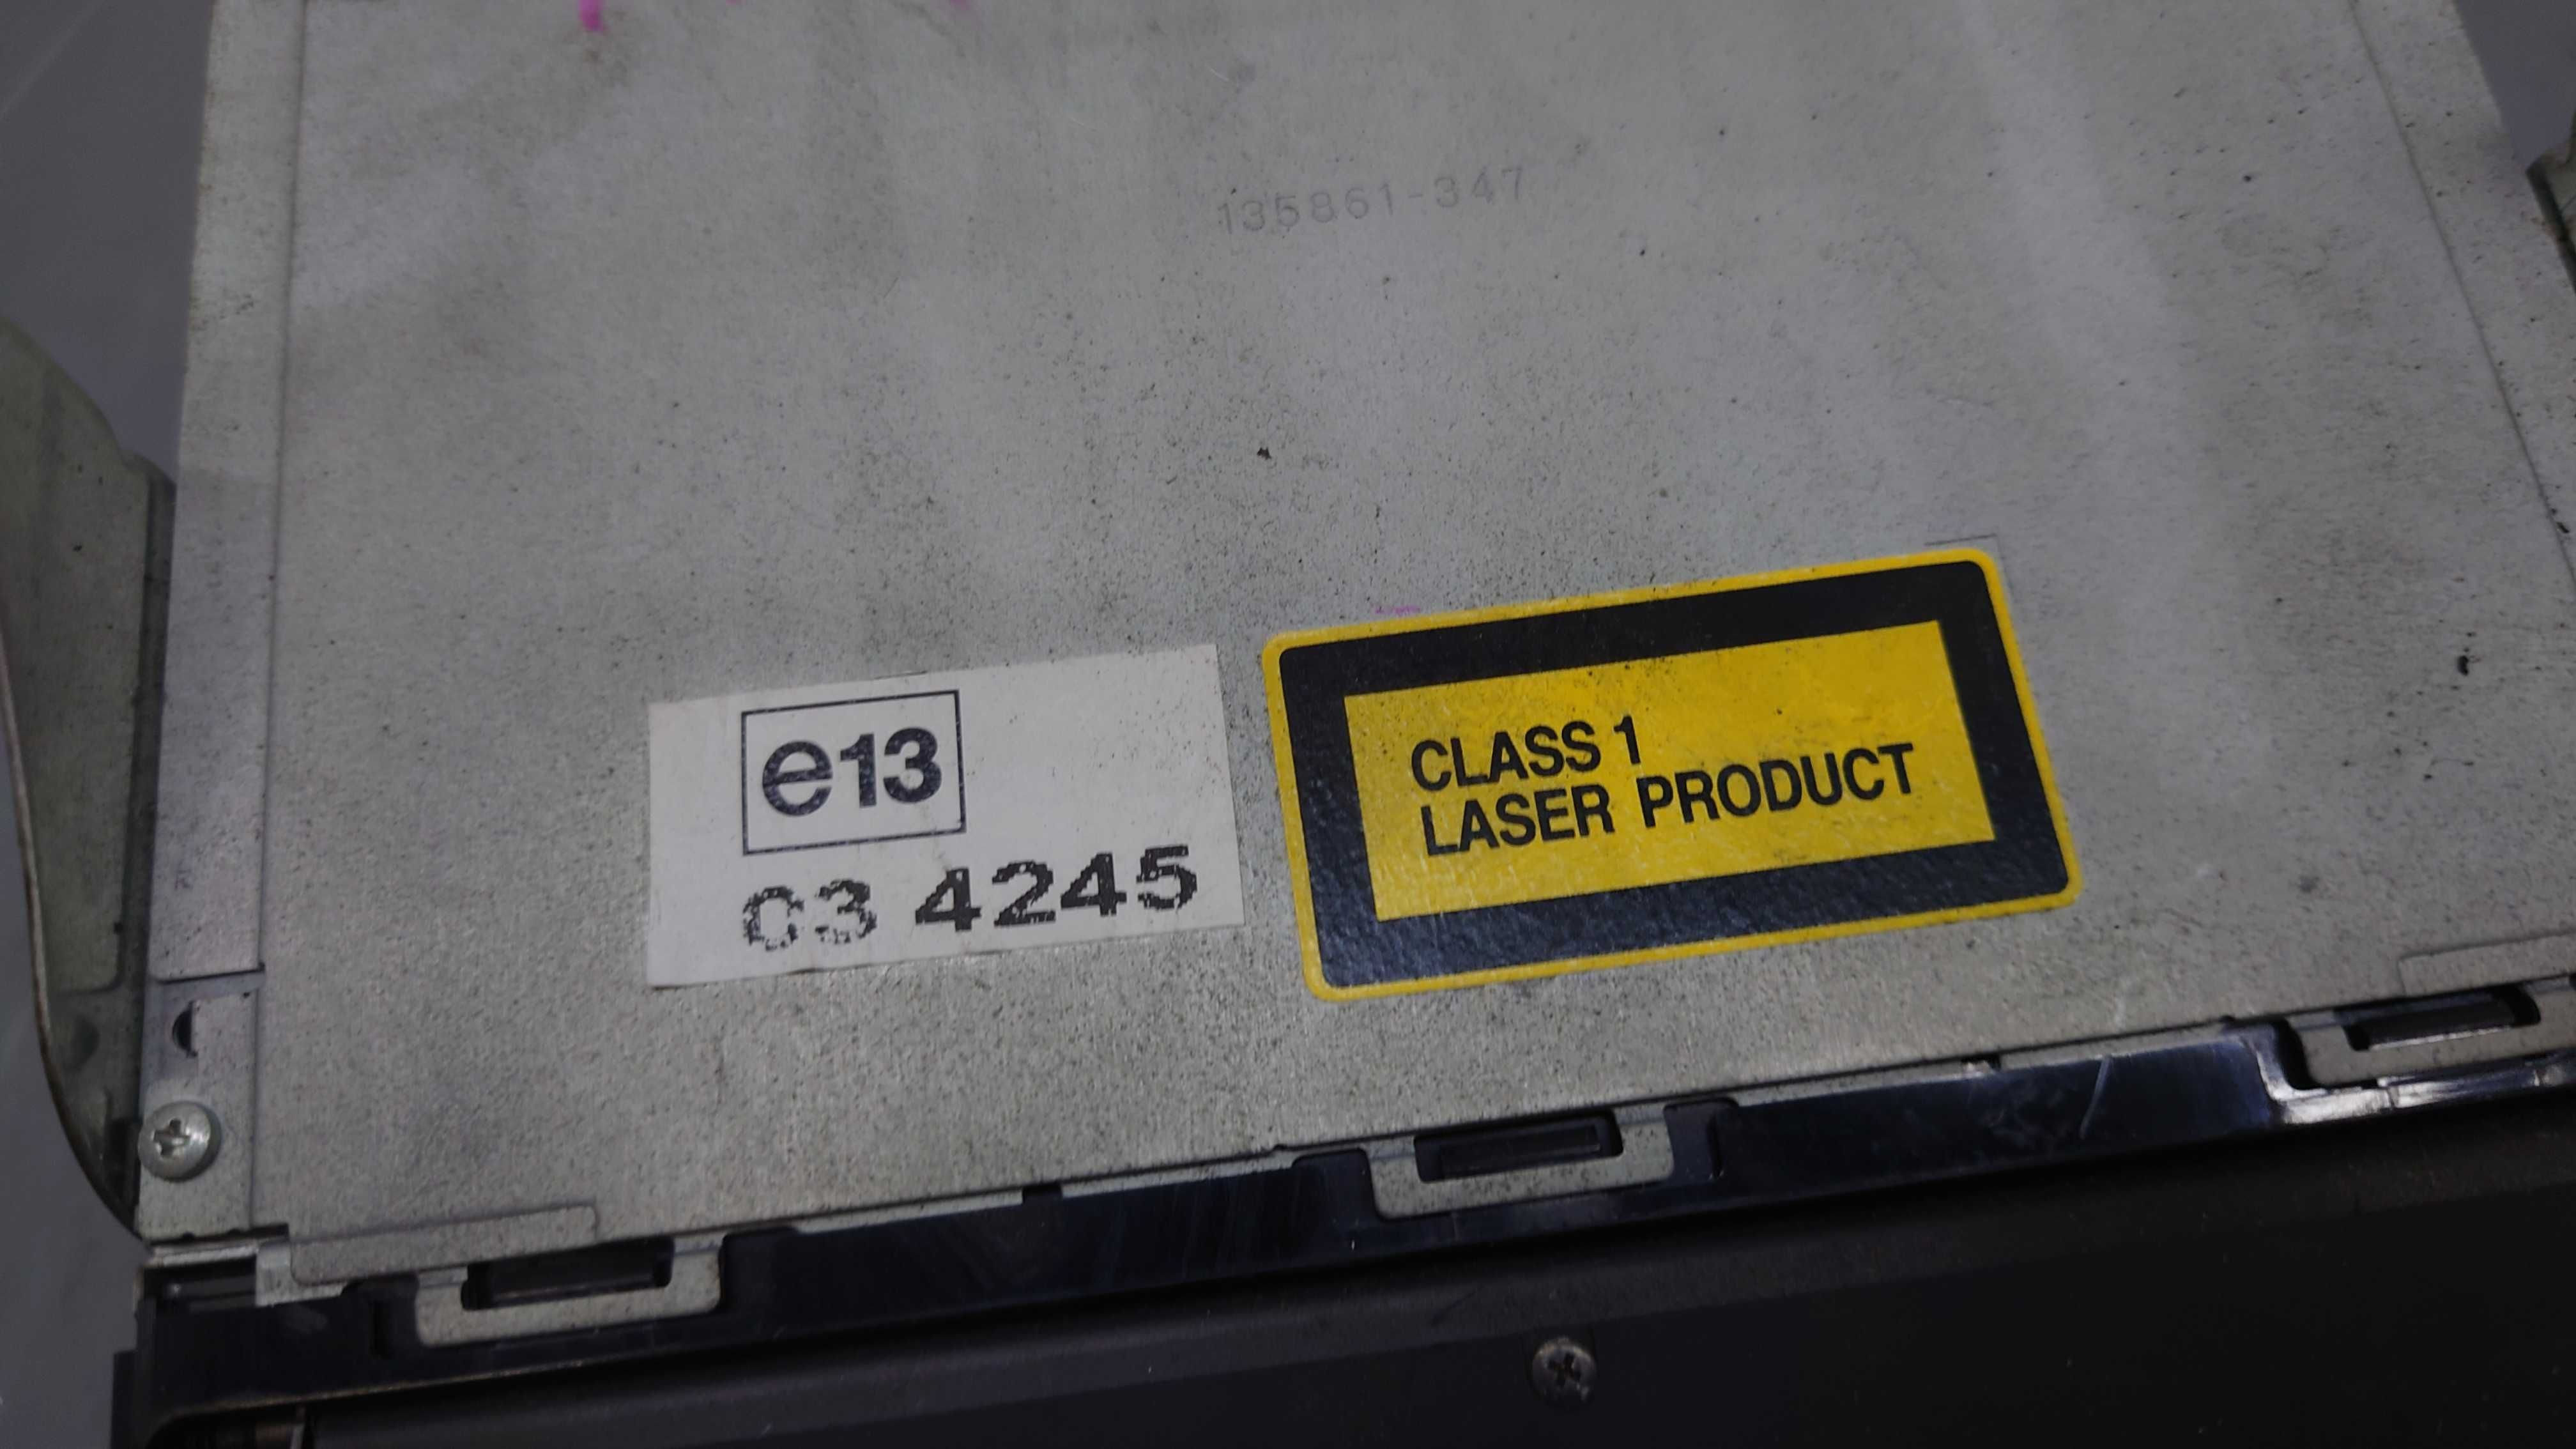 135861-347
e13
03 4245
CLASS 1
LASER PRODUCT